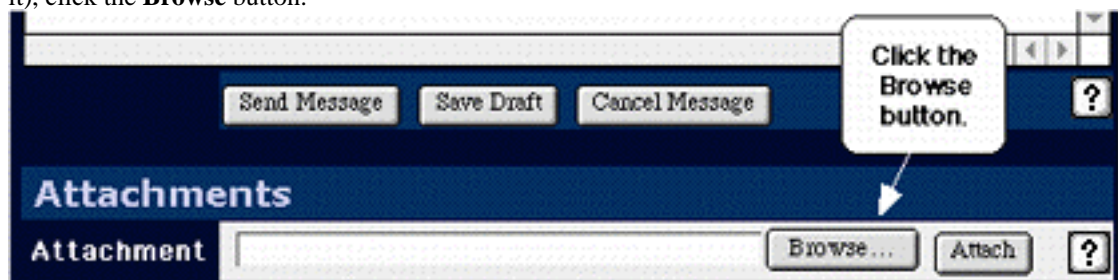 it), click the Browse button.
Click the
Browse
button.
Send Message Save Draft Cancel Message ?
Attachments
Attachment Browse... Attach ?